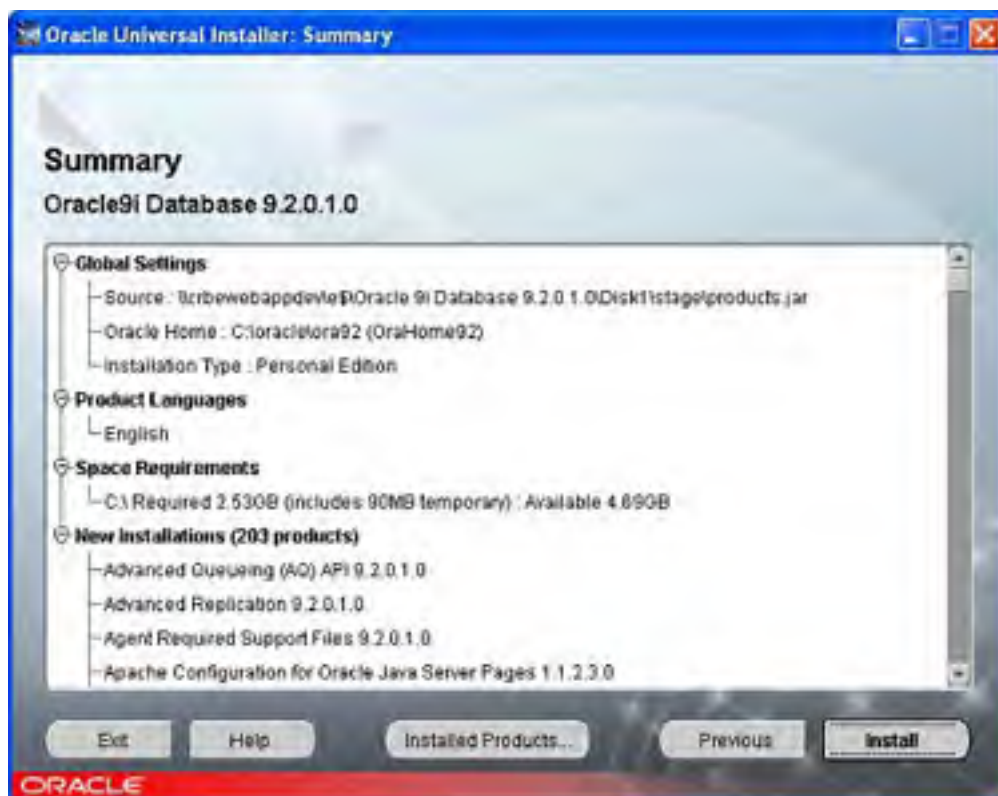 Oracle Universal Installer: Summary
Summary
Oracle9i Database 9.2.0.1.0
Global Settings
Source : \\crbewebappdev\e$\Oracle 9i Database 9.2.0.1.0\Disk1\stage\products.jar
Oracle Home : C:\oracle\ora92 (OraHome92)
Installation Type : Personal Edition
Product Languages
English
Space Requirements
C:\ Required 2.53GB (includes 90MB temporary) : Available 4.69GB
New Installations (203 products)
Advanced Queueing (AQ) API 9.2.0.1.0
Advanced Replication 9.2.0.1.0
Agent Required Support Files 9.2.0.1.0
Apache Configuration for Oracle Java Server Pages 1.1.2.3.0
Exit
Help
Installed Products...
Previous
Install
ORACLE